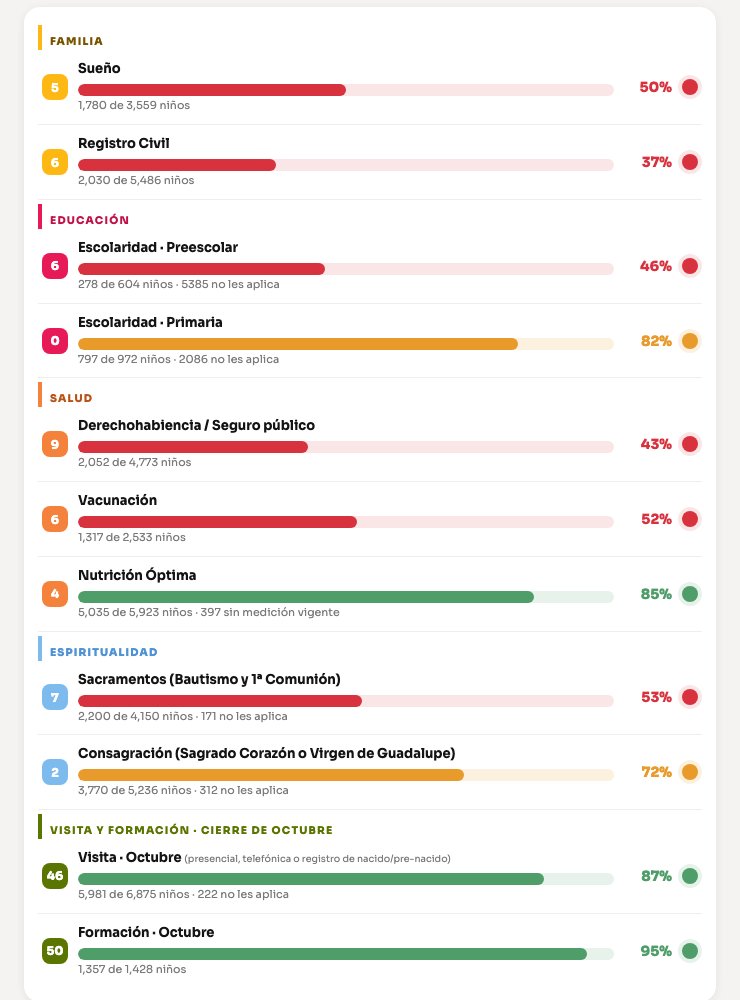 FAMILIA
Sueño
5
50%
1,780 de 3,559 niños
Registro Civil
6
37%
2,030 de 5,486 niños
EDUCACIÓN
Escolaridad · Preescolar
6
46%
278 de 604 niños · 5385 no les aplica
Escolaridad · Primaria
0
82%
797 de 972 niños · 2086 no les aplica
SALUD
Derechohabiencia / Seguro público
9
43%
2,052 de 4,773 niños
Vacunación
6
52%
1,317 de 2,533 niños
Nutrición Óptima
4
85%
5,035 de 5,923 niños · 397 sin medición vigente
ESPIRITUALIDAD
Sacramentos (Bautismo y 1ª Comunión)
7
53%
2,200 de 4,150 niños · 171 no les aplica
Consagración (Sagrado Corazón o Virgen de Guadalupe)
2
72%
3,770 de 5,236 niños · 312 no les aplica
VISITA Y FORMACIÓN · CIERRE DE OCTUBRE
Visita · Octubre (presencial, telefónica o registro de nacido/pre-nacido)
46
87%
5,981 de 6,875 niños · 222 no les aplica
Formación · Octubre
50
95%
1,357 de 1,428 niños